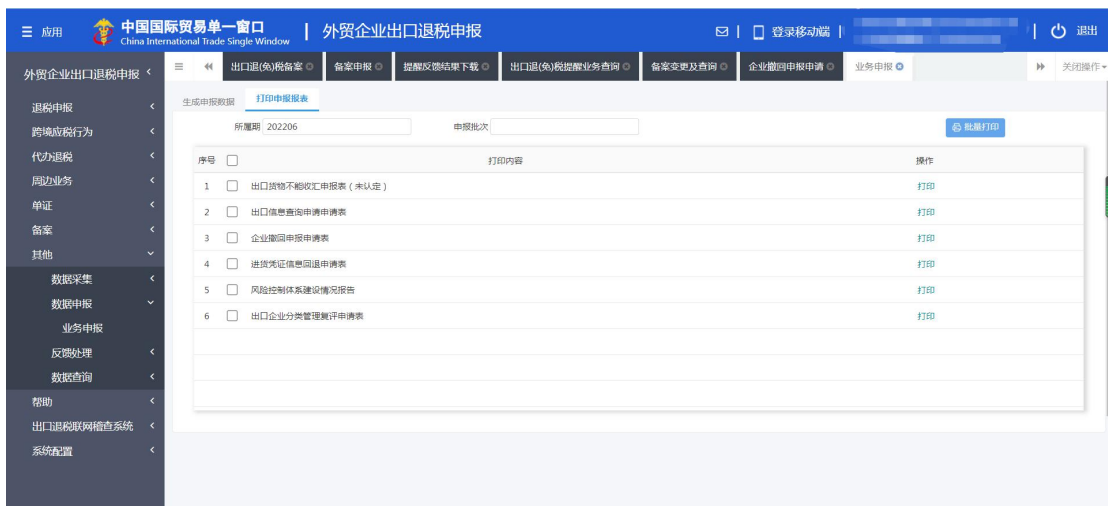 应用
中国国际贸易单一窗口
China International Trade Single Window
外贸企业出口退税申报
登录移动端
退出
外贸企业出口退税申报
出口退(免)税备案
备案申报
提醒反馈结果下载
出口退(免)税提醒业务查询
备案变更及查询
企业撤回申报申请
业务申报
关闭操作
退税申报
跨境应税行为
代办退税
周边业务
单证
备案
其他
数据采集
数据申报
业务申报
反馈处理
数据查询
帮助
出口退税联网稽查系统
系统配置
生成申报数据
打印申报报表
所属期 202206
申报批次
批量打印
序号 打印内容 操作
1 出口货物不能收汇申报表（未认定） 打印
2 出口信息查询申请申请表 打印
3 企业撤回申报申请表 打印
4 进货凭证信息回退申请表 打印
5 风险控制体系建设情况报告 打印
6 出口企业分类管理复评申请表 打印